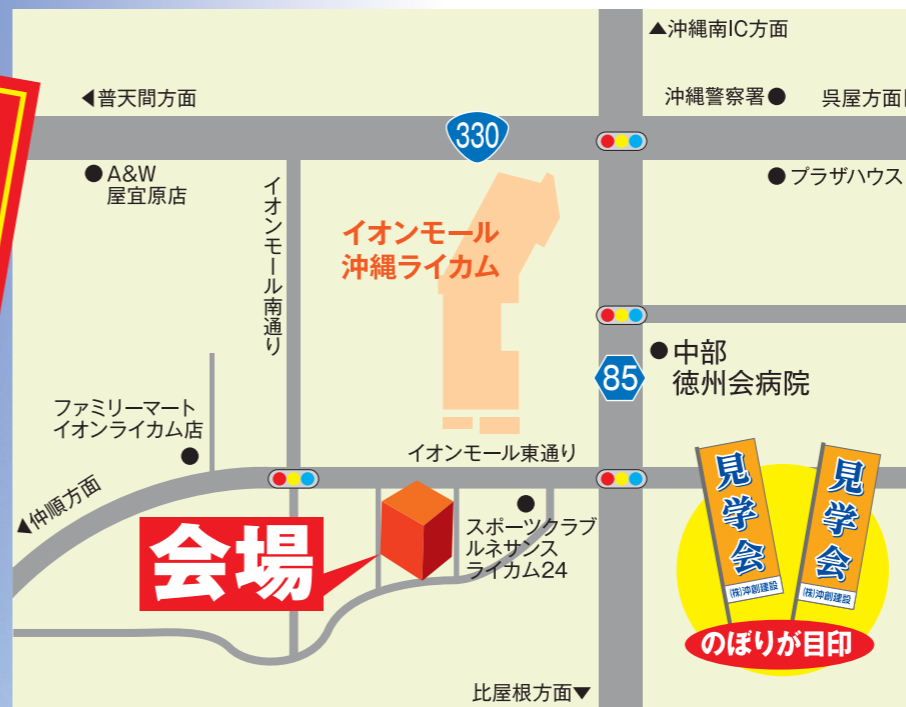 ▲沖縄南IC方面
◀普天間方面
沖縄警察署●
呉屋方面
330
●A&W
屋宜原店
●プラザハウス
イオンモール南通り
イオンモール
沖縄ライカム
85
●中部
徳州会病院
ファミリーマート
イオンライカム店
イオンモール東通り
▲仲順方面
会場
スポーツクラブ
ルネサンス
ライカム24
見学会
(株)沖創建設
見学会
(株)沖創建設
のぼりが目印
比屋根方面▼